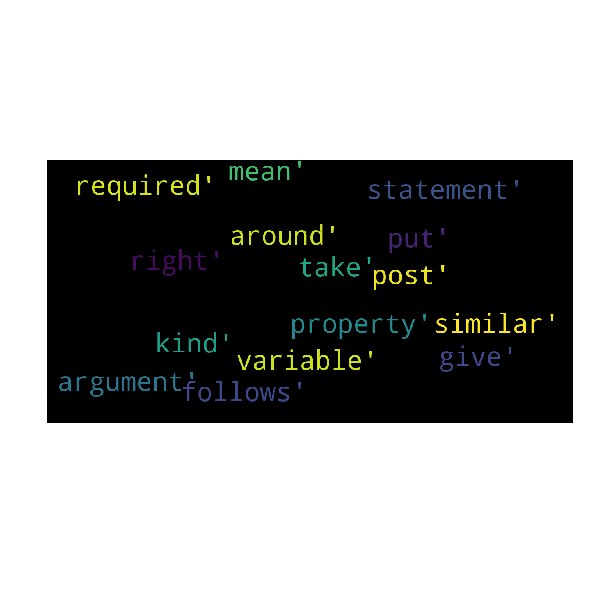 mean'
required'
statement'
around'
put'
right'
take'
post'
property'
similar'
kind'
variable'
give'
argument'
follows'